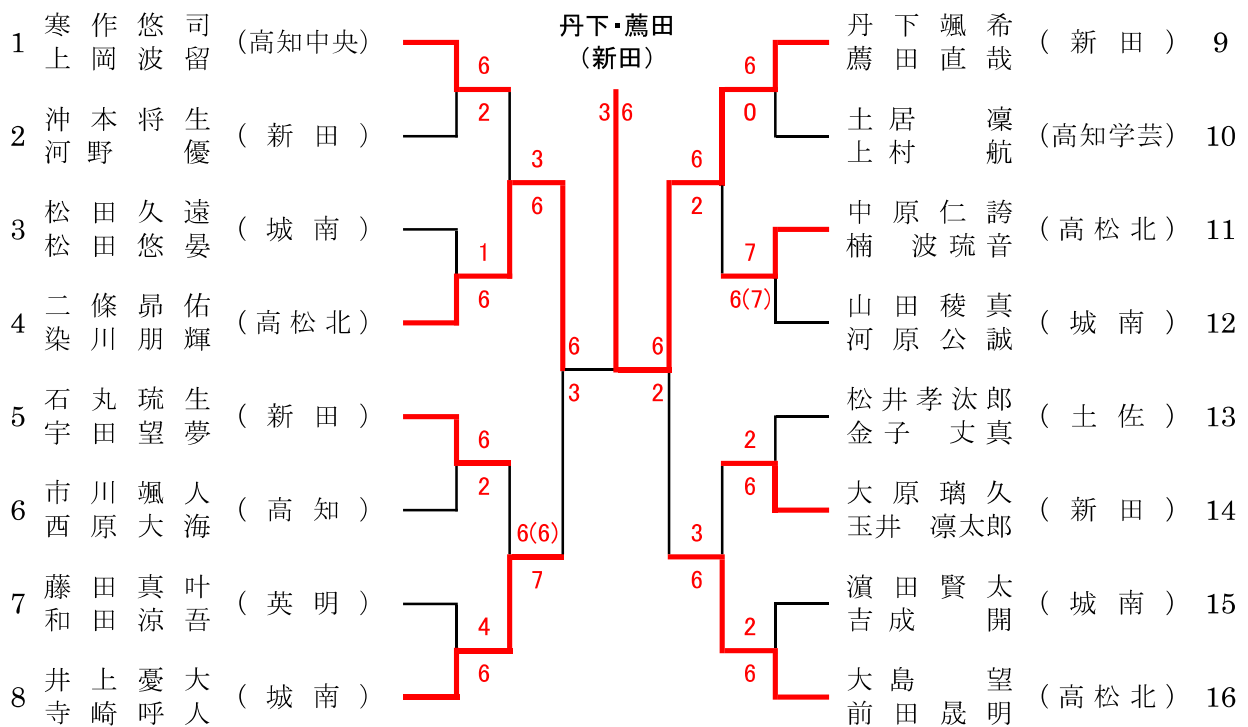 丹下・薦田
(新田)
3 6
1 寒作悠司 (高知中央)
上岡波留
6
2
2 沖本将生 (新田)
河野優
3
6
3 松田久遠 (城南)
松田悠晏
1
6
4 二條昴佑 (高松北)
染川朋輝
6
3
5 石丸琉生 (新田)
宇田望夢
6
2
6 市川颯人 (高知)
西原大海
6(6)
7
7 藤田真叶 (英明)
和田涼吾
4
6
8 井上憂大 (城南)
寺崎呼人
丹下颯希 (新田) 9
薦田直哉
6
0
土居凜 (高知学芸) 10
上村航
6
2
中原仁誇 (高松北) 11
楠波琉音
7
6(7)
山田稜真 (城南) 12
河原公誠
6
2
松井孝汰郎 (土佐) 13
金子丈真
2
6
大原璃久 (新田) 14
玉井凛太郎
3
6
濵田賢太 (城南) 15
吉成開
2
6
大島望 (高松北) 16
前田晟明